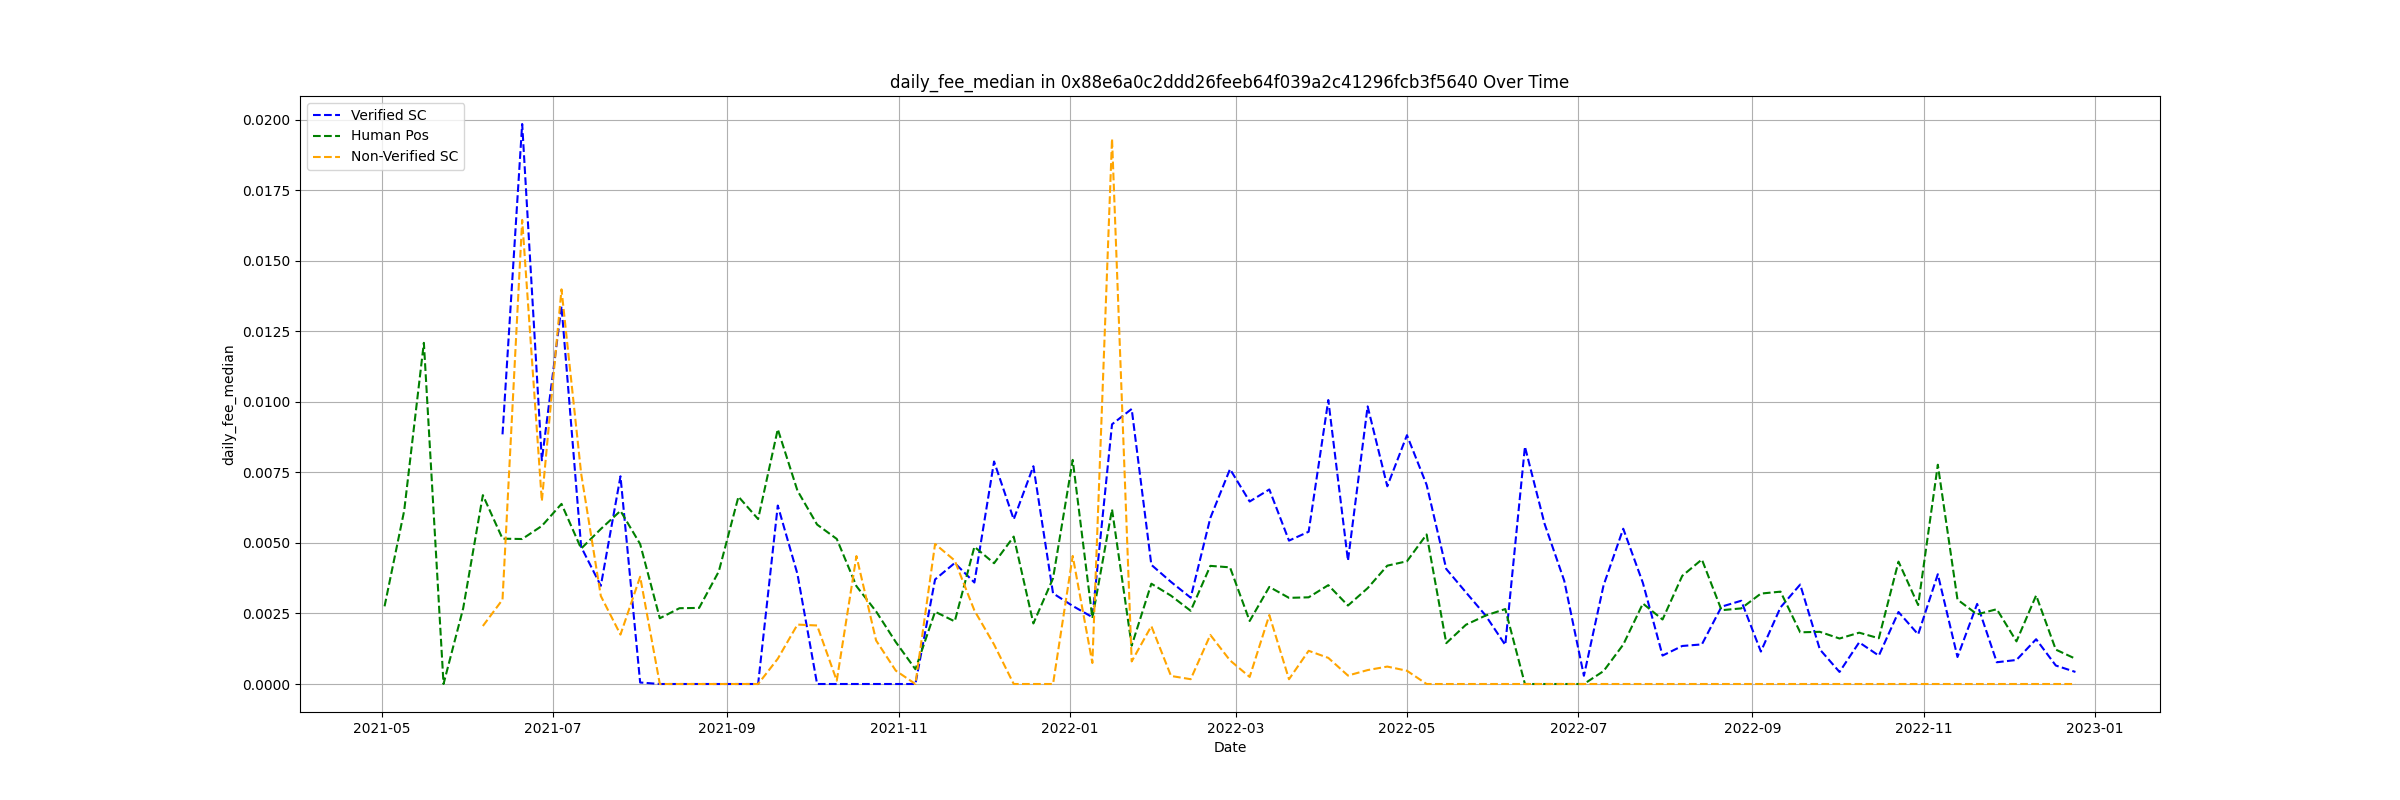 daily_fee_median in 0x88e6a0c2ddd26feeb64f039a2c41296fcb3f5640 Over Time
Verified SC
Human Pos
Non-Verified SC
daily_fee_median
0.0200
0.0175
0.0150
0.0125
0.0100
0.0075
0.0050
0.0025
0.0000
2021-05 2021-07 2021-09 2021-11 2022-01 2022-03 2022-05 2022-07 2022-09 2022-11 2023-01
Date